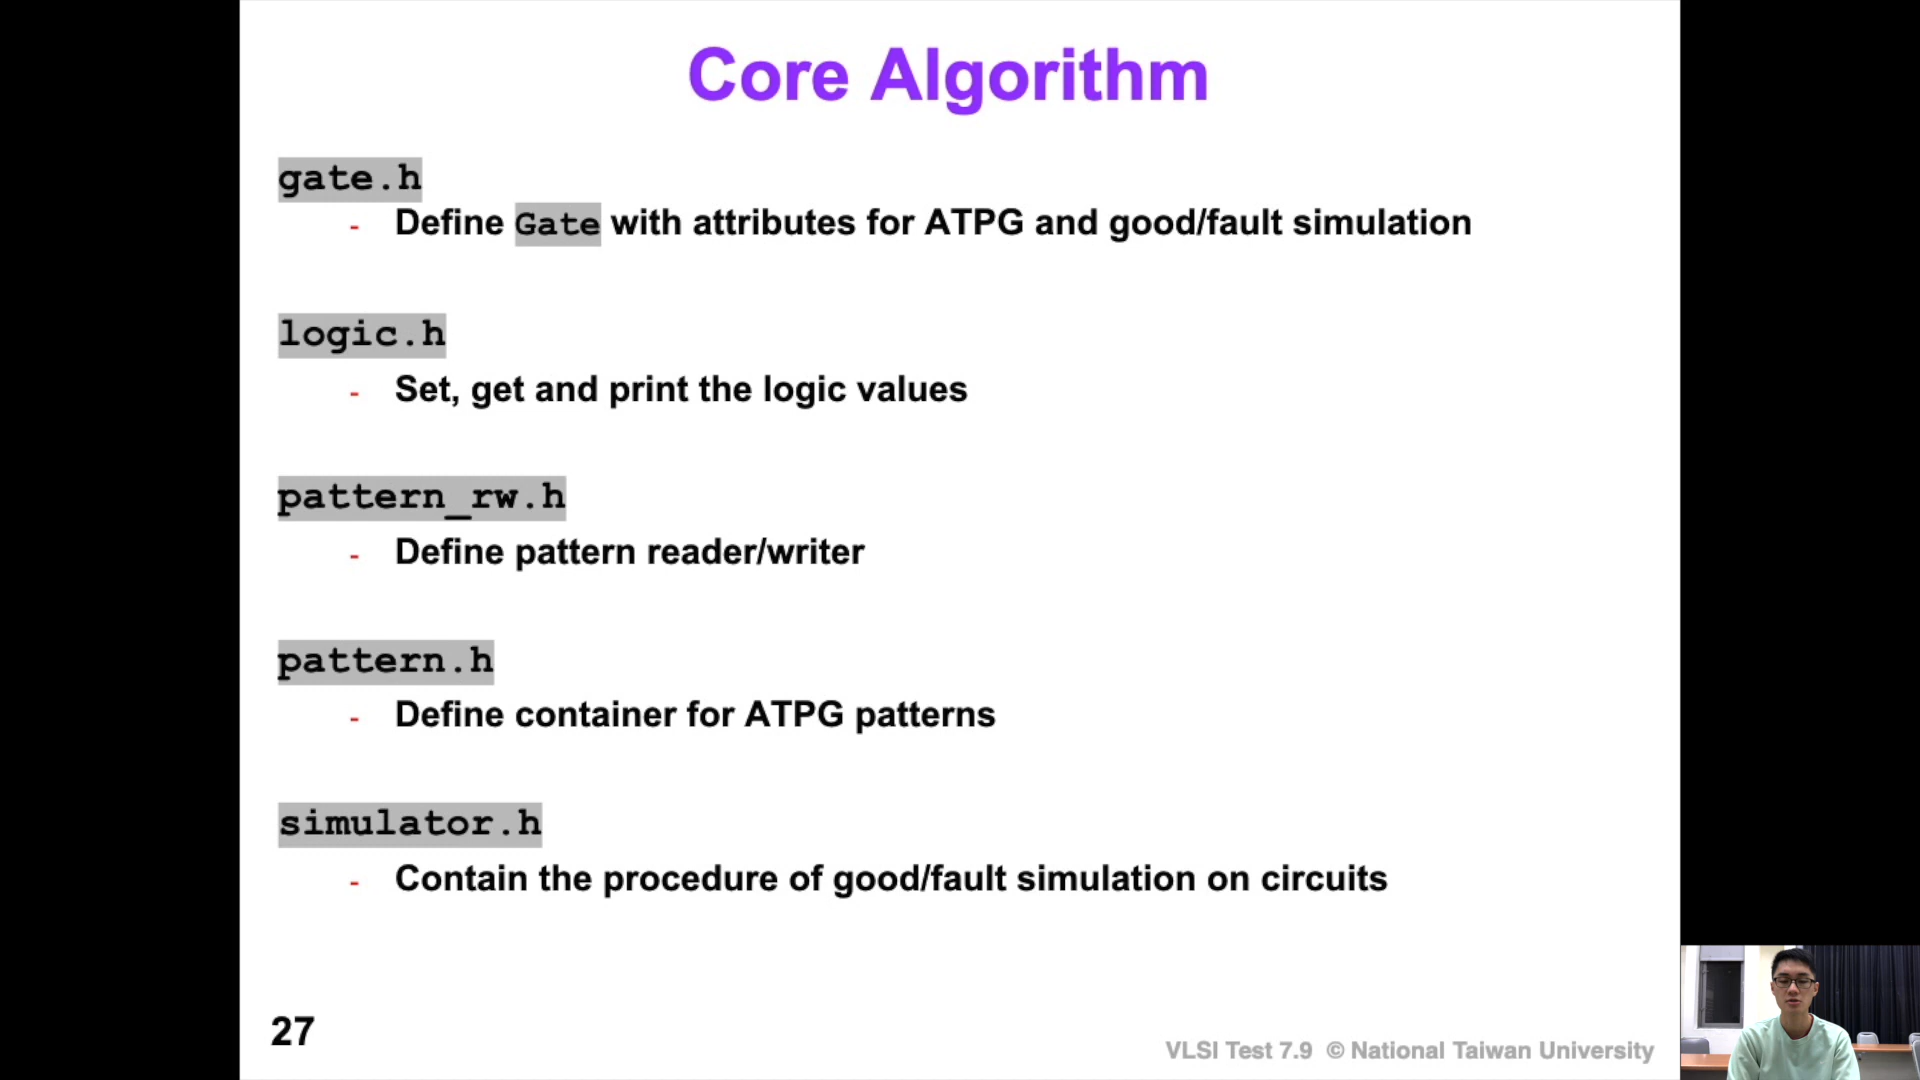 Core Algorithm
gate.h
- Define Gate with attributes for ATPG and good/fault simulation
logic.h
- Set, get and print the logic values
pattern_rw.h
- Define pattern reader/writer
pattern.h
- Define container for ATPG patterns
simulator.h
- Contain the procedure of good/fault simulation on circuits
27
VLSI Test 7.9 © National Taiwan University